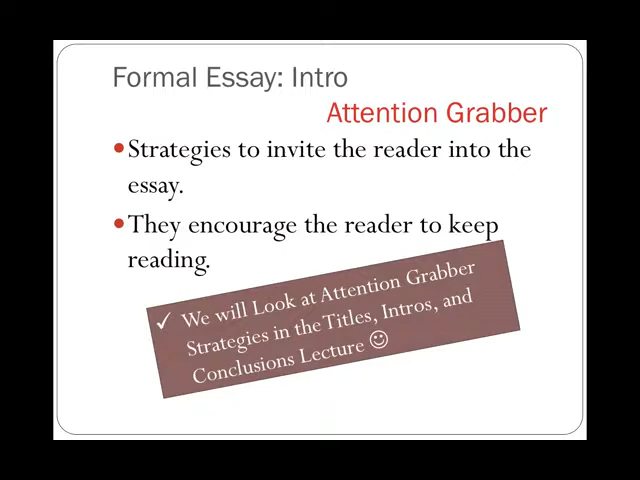 Formal Essay: Intro
Attention Grabber
•Strategies to invite the reader into the
essay.
•They encourage the reader to keep
reading.
✓ We will Look at Attention Grabber
Strategies in the Titles, Intros, and
Conclusions Lecture ☺